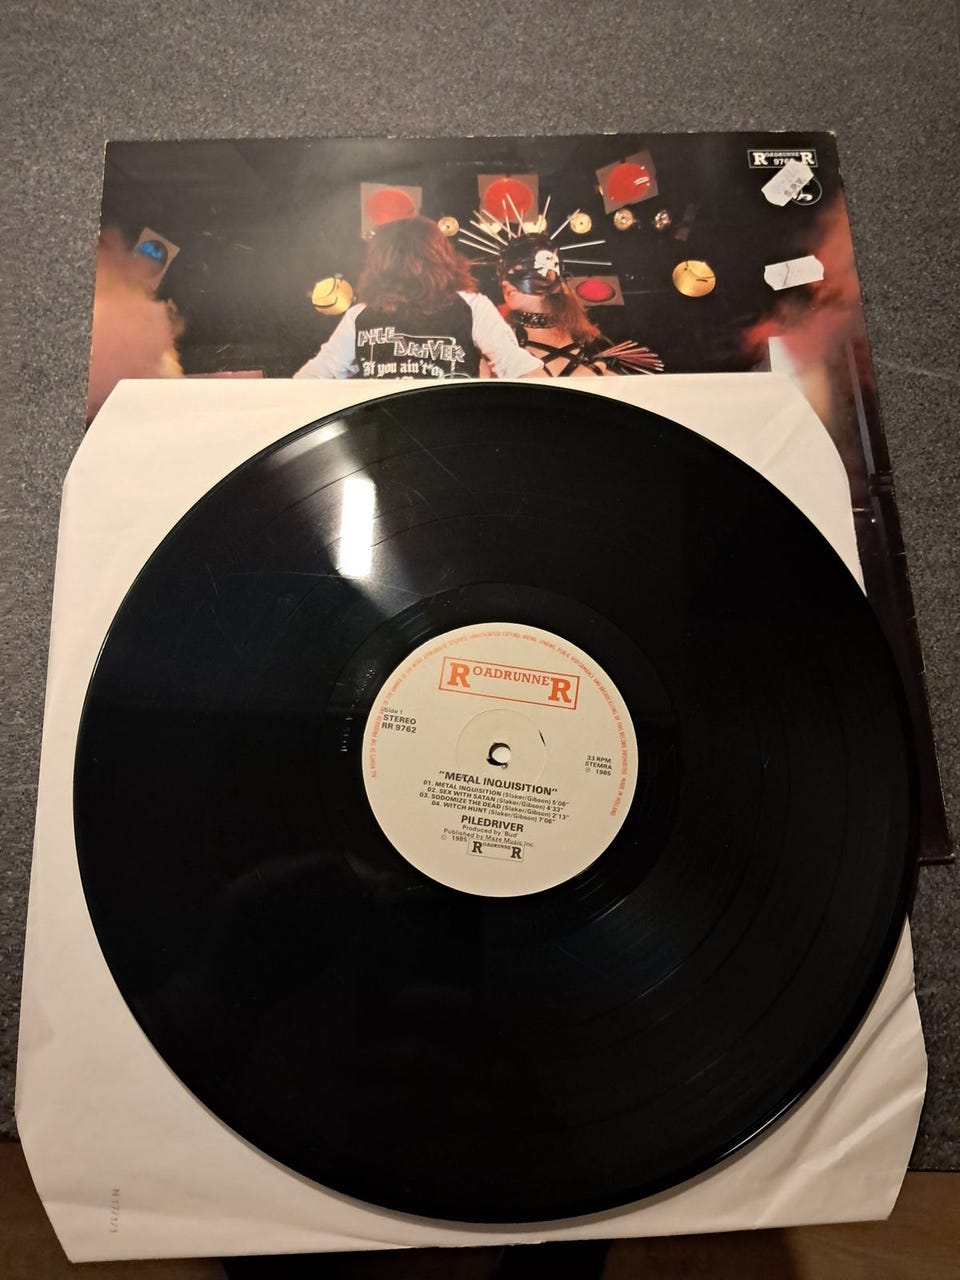 ROADRUNNER
PILE
DRIVER
"If you ain't a
ROADRUNNER
Side 1
STEREO
RR 9762
33 RPM
STEMRA
℗ 1985
"METAL INQUISITION"
01. METAL INQUISITION (Slaker/Gibson) 5'06"
02. SEX WITH SATAN (Slaker/Gibson) 4'33"
03. SODOMIZE THE DEAD (Slaker/Gibson) 2'13"
04. WITCH HUNT (Slaker/Gibson) 7'06"
PILEDRIVER
Produced by 'Bud'
Published by Maze Music Inc.
© 1985 ROADRUNNER